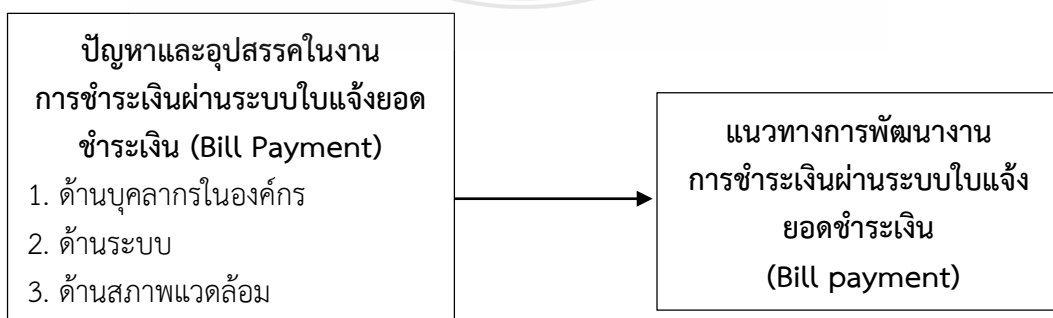 ปัญหาและอุปสรรคในงาน
การชำระเงินผ่านระบบใบแจ้งยอด
ชำระเงิน (Bill Payment)
1. ด้านบุคลากรในองค์กร
2. ด้านระบบ
3. ด้านสภาพแวดล้อม
แนวทางการพัฒนางาน
การชำระเงินผ่านระบบใบแจ้ง
ยอดชำระเงิน
(Bill payment)